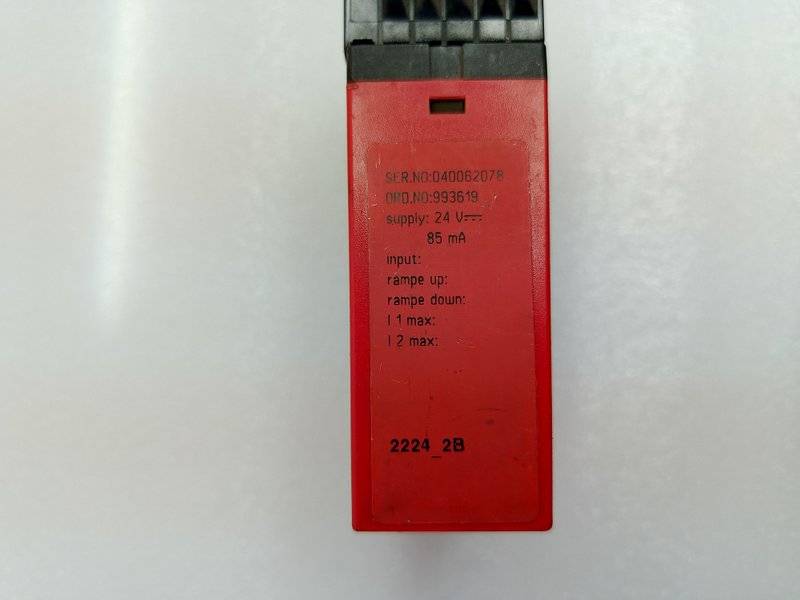 SER.NO:040062078
ORD.NO:993619
supply: 24 V⎓
85 mA
input:
rampe up:
rampe down:
I 1 max:
I 2 max:
2224_2B